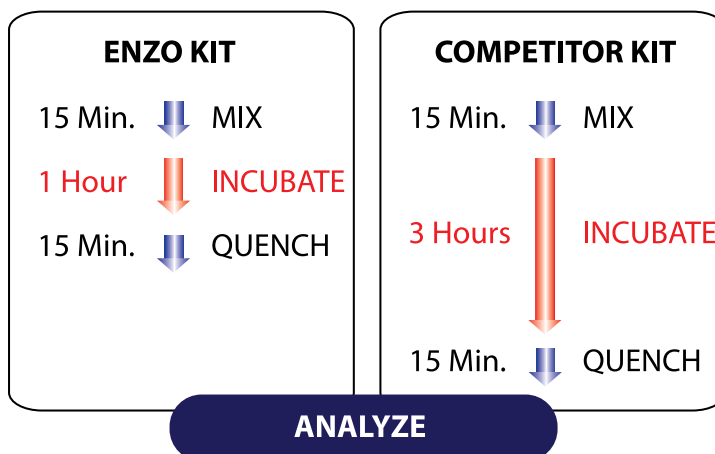 ENZO KIT
15 Min. MIX
1 Hour INCUBATE
15 Min. QUENCH
COMPETITOR KIT
15 Min. MIX
3 Hours INCUBATE
15 Min. QUENCH
ANALYZE